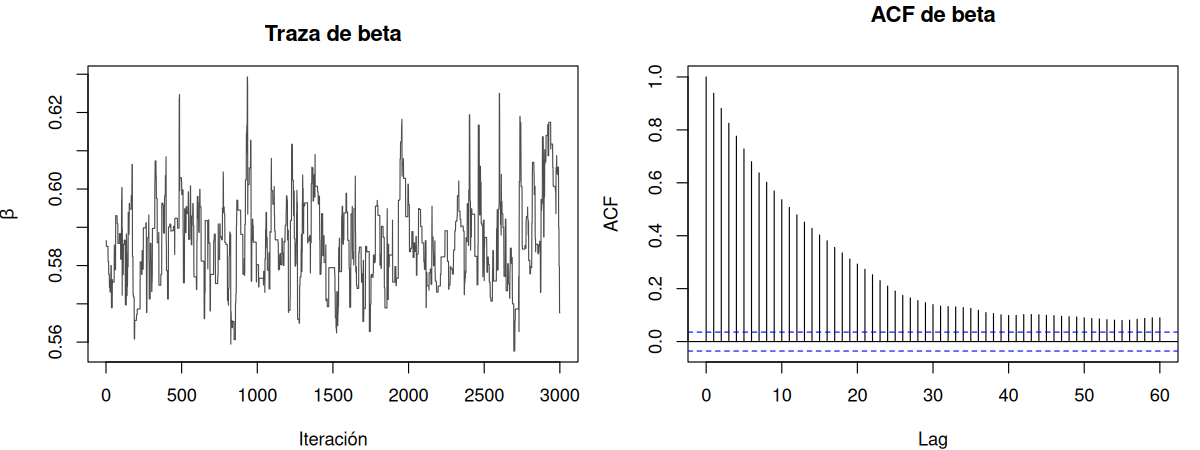 Traza de beta
β
0.56 0.58 0.60 0.62
0 500 1000 1500 2000 2500 3000
Iteración
ACF de beta
ACF
0.0 0.2 0.4 0.6 0.8 1.0
0 10 20 30 40 50 60
Lag